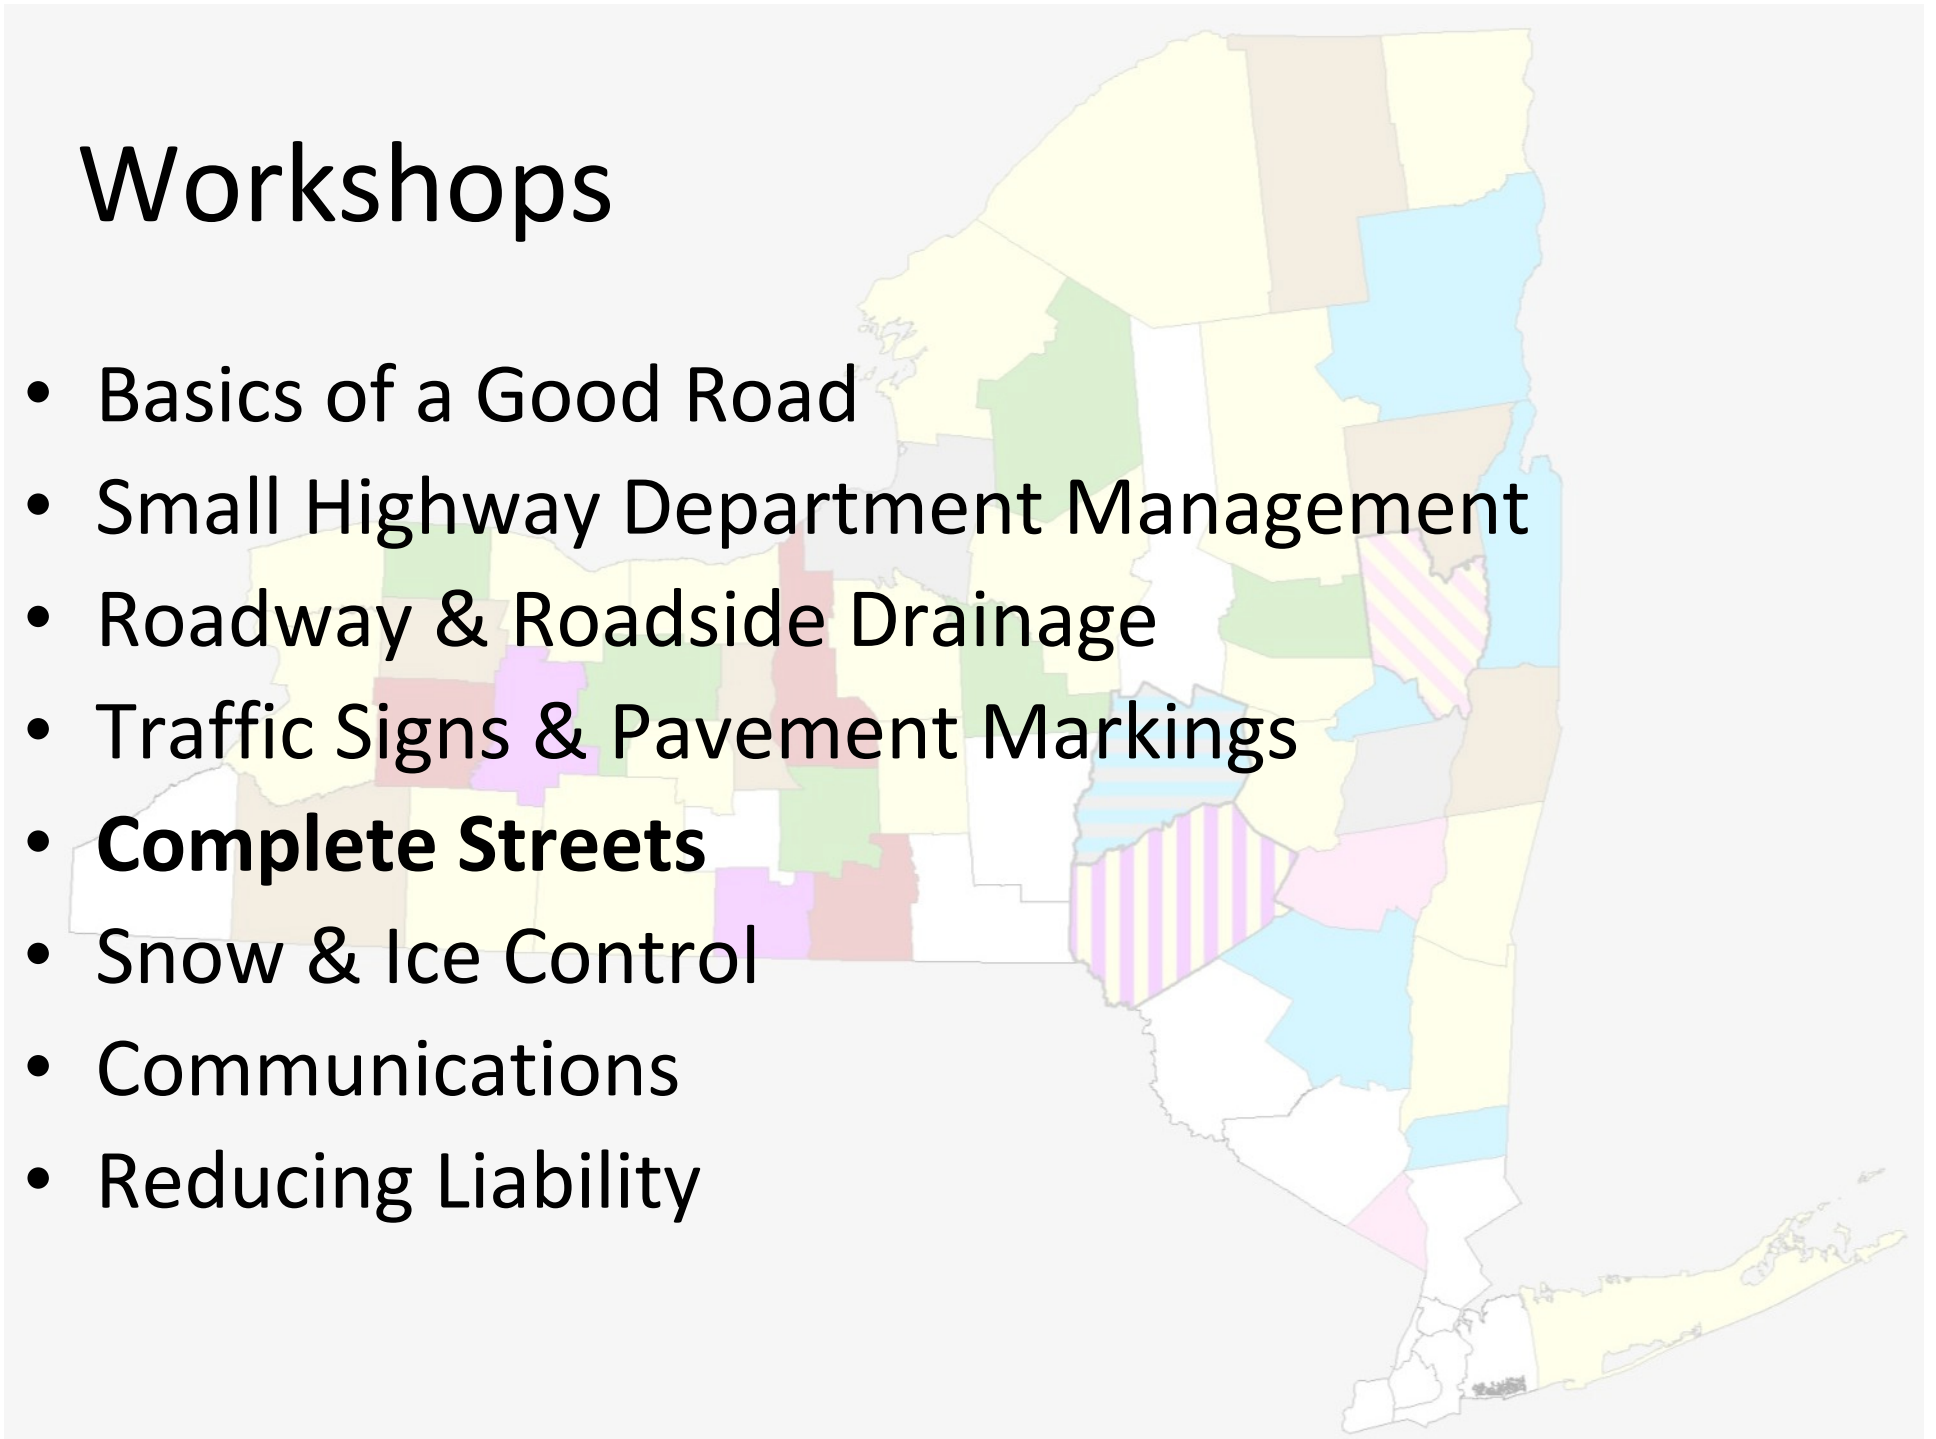 Workshops
• Basics of a Good Road
• Small Highway Department Management
• Roadway & Roadside Drainage
• Traffic Signs & Pavement Markings
• Complete Streets
• Snow & Ice Control
• Communications
• Reducing Liability